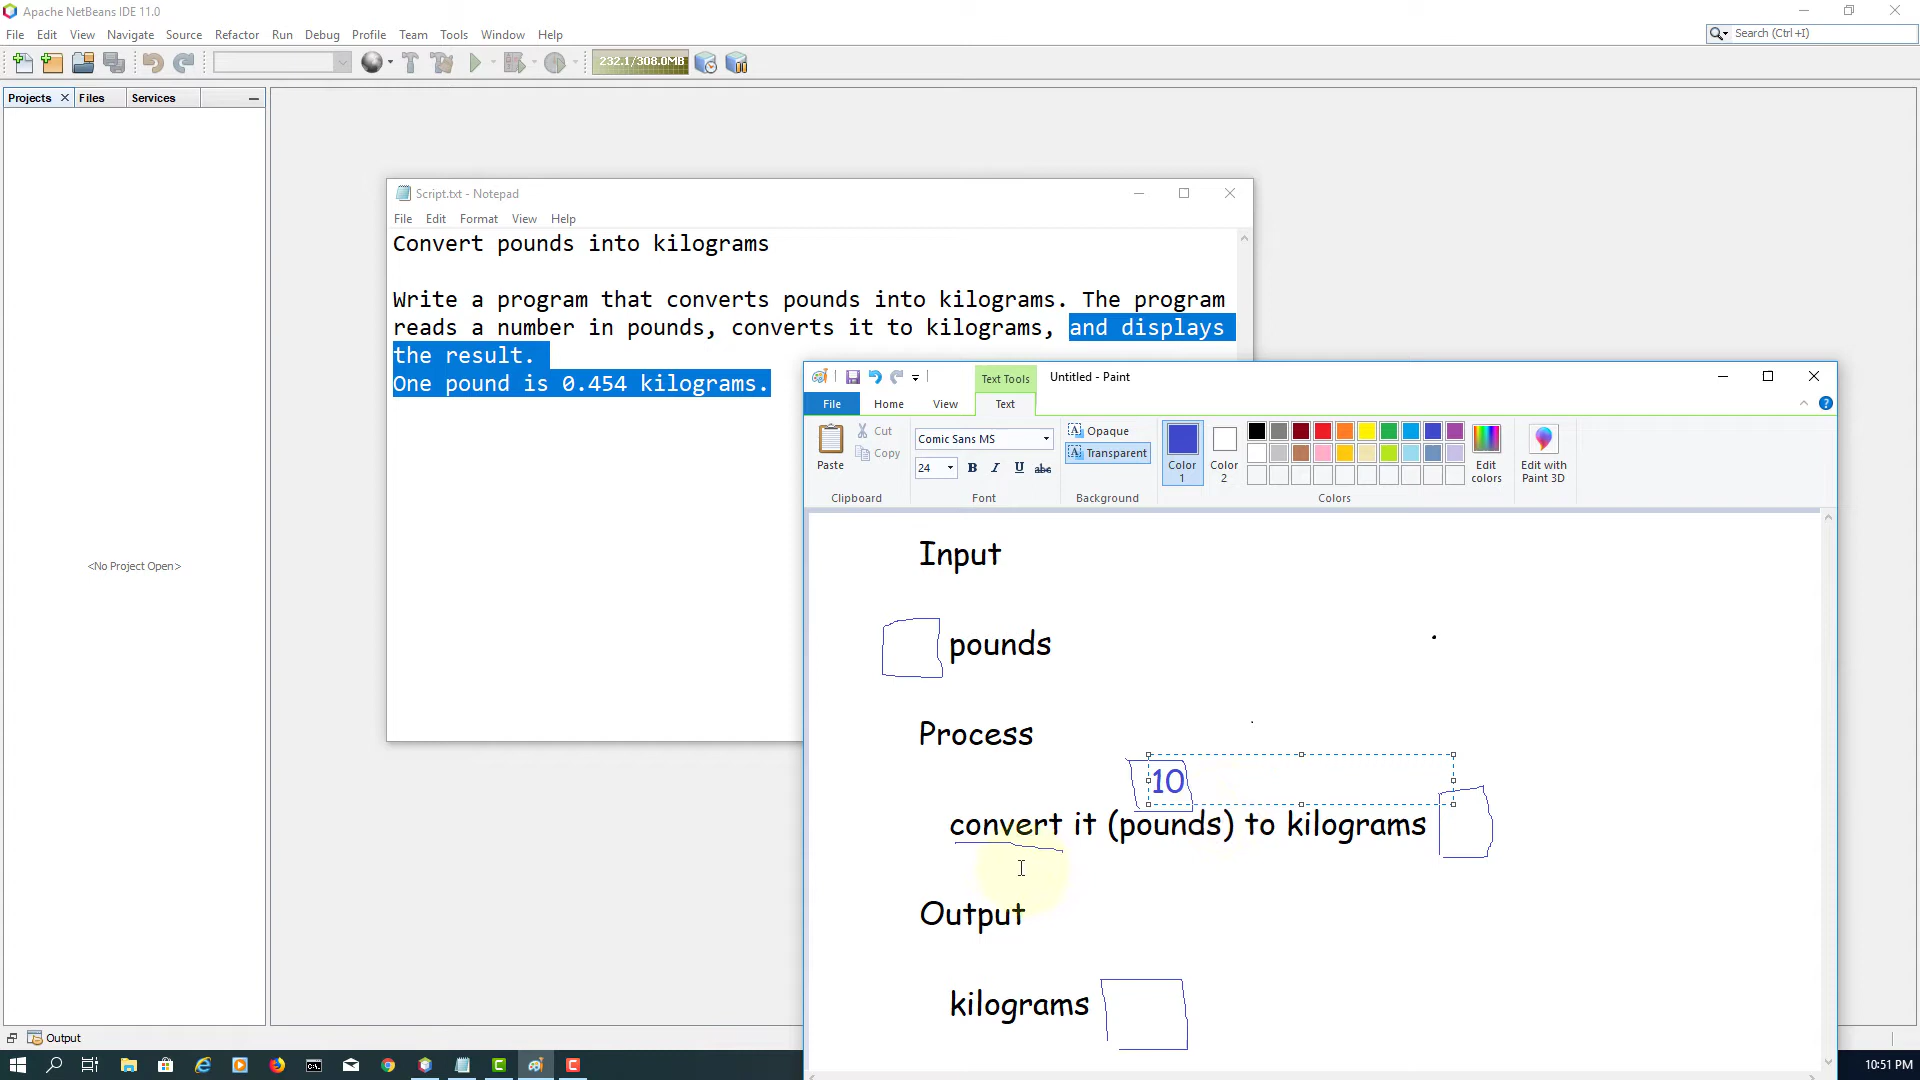 Apache NetBeans IDE 11.0
File Edit View Navigate Source Refactor Run Debug Profile Team Tools Window Help
Search (Ctrl+I)
232.1/308.0MB
Projects Files Services
<No Project Open>
Script.txt - Notepad
File Edit Format View Help
Convert pounds into kilograms
Write a program that converts pounds into kilograms. The program
reads a number in pounds, converts it to kilograms, and displays
the result.
One pound is 0.454 kilograms.
Text Tools
Untitled - Paint
File Home View Text
Paste
Cut
Copy
Clipboard
Comic Sans MS
24 B I U abc
Font
Opaque
Transparent
Background
Color
1
Color
2
Edit
colors
Colors
Edit with
Paint 3D
Input
pounds
Process
10
convert it (pounds) to kilograms
Output
kilograms
Output
10:51 PM